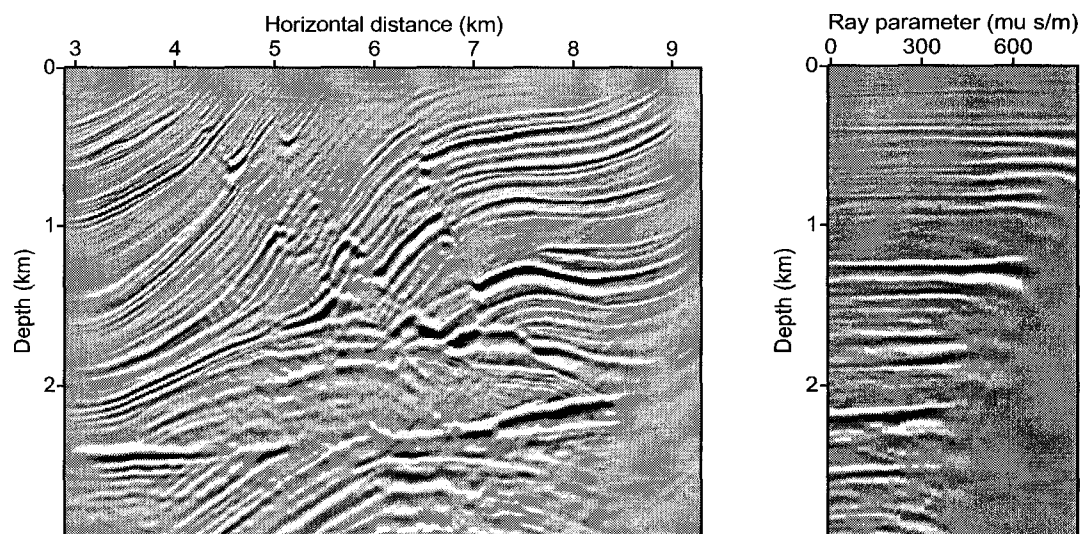 Horizontal distance (km)
3 4 5 6 7 8 9
0
1
2
Depth (km)
Ray parameter (mu s/m)
0 300 600
0
1
2
Depth (km)